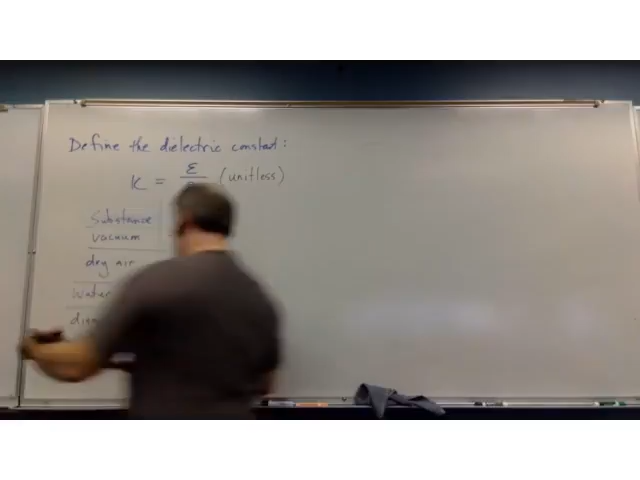 Define the dielectric constant:
K = ε (unitless)
Substance
vacuum
dry air
water